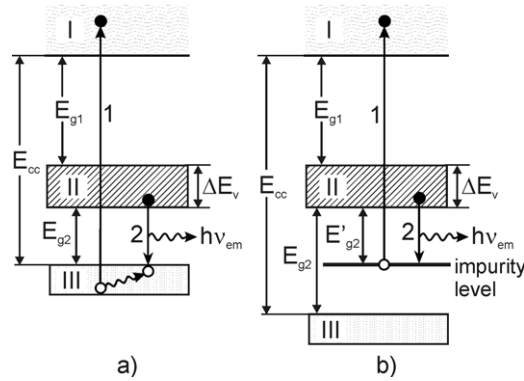 I
I
E_g1
1
E_g1
1
E_cc
E_cc
II
ΔE_v
II
ΔE_v
E_g2
2
hν_em
E_g2
E'_g2
2
hν_em
impurity
level
III
III
a)
b)